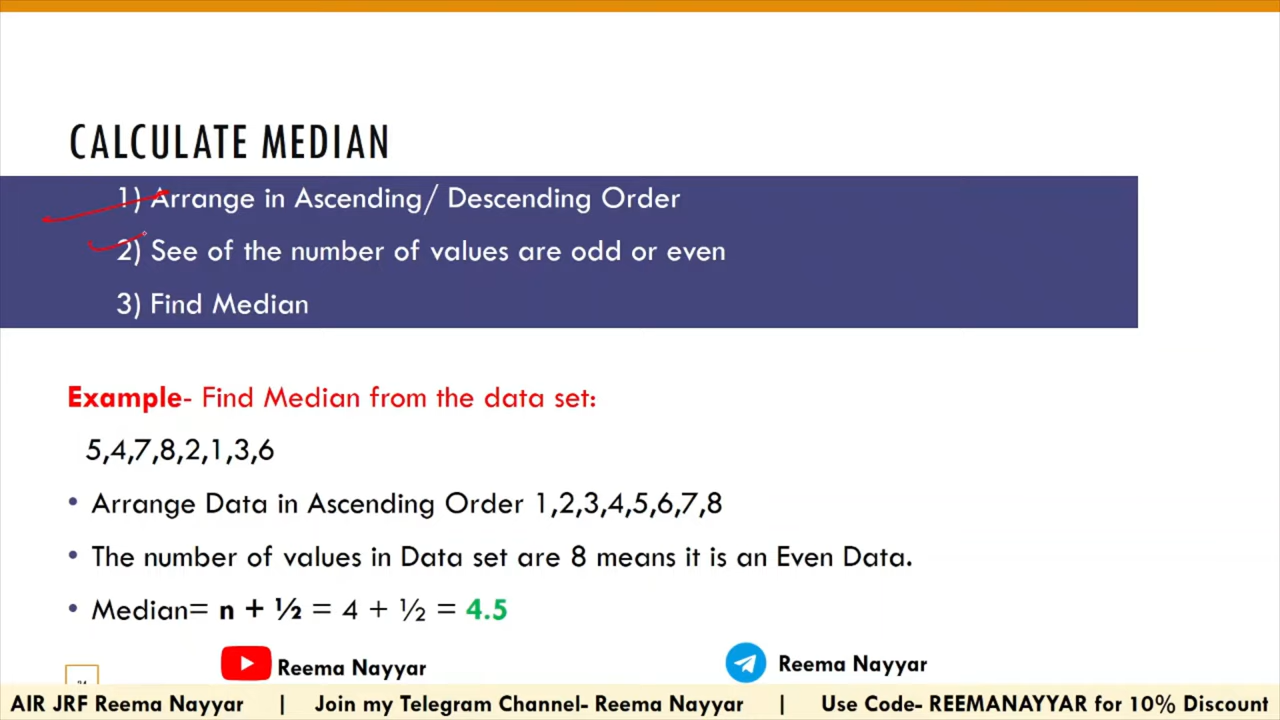 CALCULATE MEDIAN
1) Arrange in Ascending/ Descending Order
2) See of the number of values are odd or even
3) Find Median
Example- Find Median from the data set:
5,4,7,8,2,1,3,6
• Arrange Data in Ascending Order 1,2,3,4,5,6,7,8
• The number of values in Data set are 8 means it is an Even Data.
• Median= n + ½ = 4 + ½ = 4.5
Reema Nayyar
Reema Nayyar
AIR JRF Reema Nayyar | Join my Telegram Channel- Reema Nayyar | Use Code- REEMANAYYAR for 10% Discount